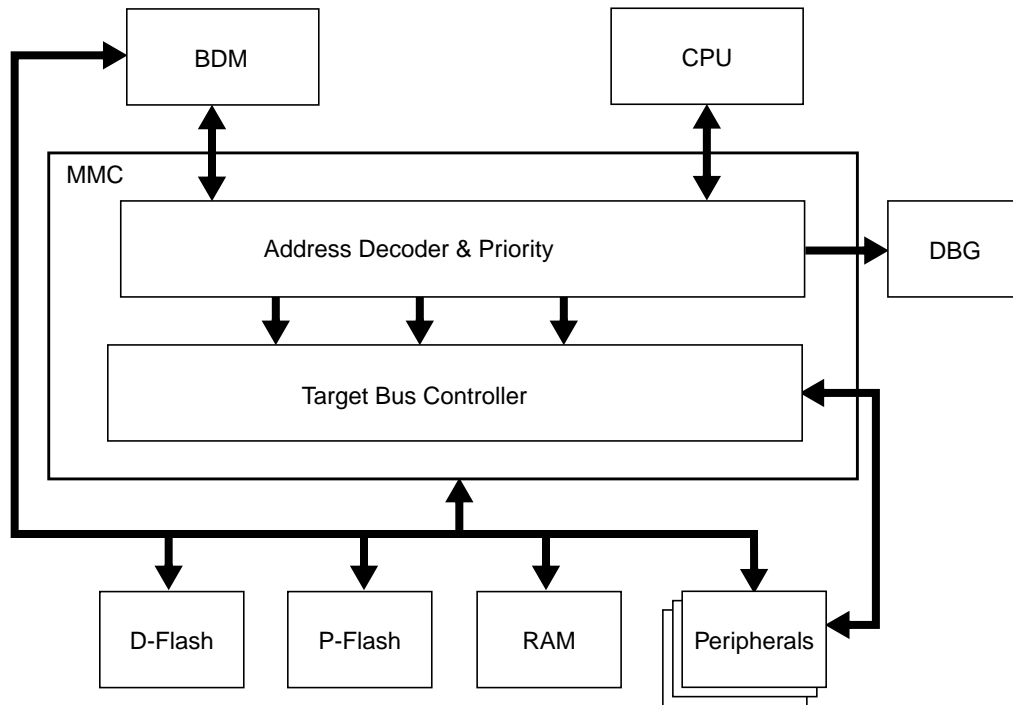 BDM
CPU
MMC
Address Decoder & Priority
DBG
Target Bus Controller
D-Flash
P-Flash
RAM
Peripherals